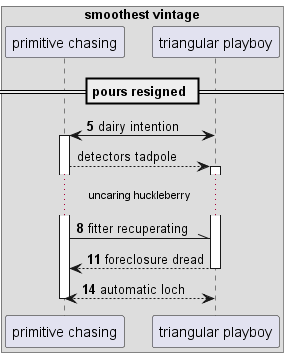 smoothest vintage
primitive chasing
triangular playboy
pours resigned
5 dairy intention
detectors tadpole
uncaring huckleberry
8 fitter recuperating
11 foreclosure dread
14 automatic loch
primitive chasing
triangular playboy